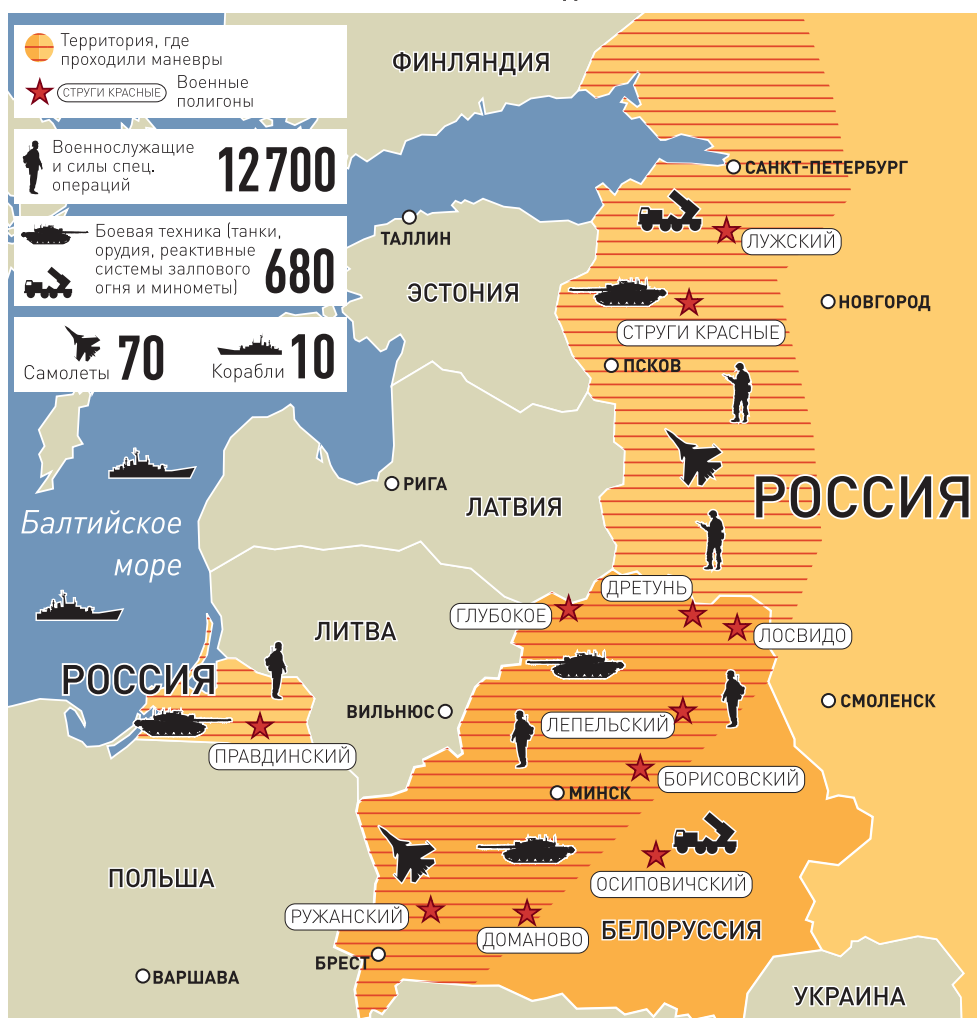 Территория, где
проходили маневры
СТРУГИ КРАСНЫЕ
Военные
полигоны
Военнослужащие
и силы спец.
операций
12 700
Боевая техника (танки,
орудия, реактивные
системы залпового
огня и минометы)
680
Самолеты 70
Корабли 10
ФИНЛЯНДИЯ
САНКТ-ПЕТЕРБУРГ
ТАЛЛИН
ЛУЖСКИЙ
ЭСТОНИЯ
НОВГОРОД
СТРУГИ КРАСНЫЕ
ПСКОВ
РИГА
ЛАТВИЯ
РОССИЯ
Балтийское
море
ДРЕТУНЬ
ГЛУБОКОЕ
ЛОСВИДО
ЛИТВА
РОССИЯ
СМОЛЕНСК
ВИЛЬНЮС
ЛЕПЕЛЬСКИЙ
ПРАВДИНСКИЙ
БОРИСОВСКИЙ
МИНСК
ПОЛЬША
ОСИПОВИЧСКИЙ
РУЖАНСКИЙ
ДОМАНОВО
БЕЛОРУССИЯ
БРЕСТ
ВАРШАВА
УКРАИНА